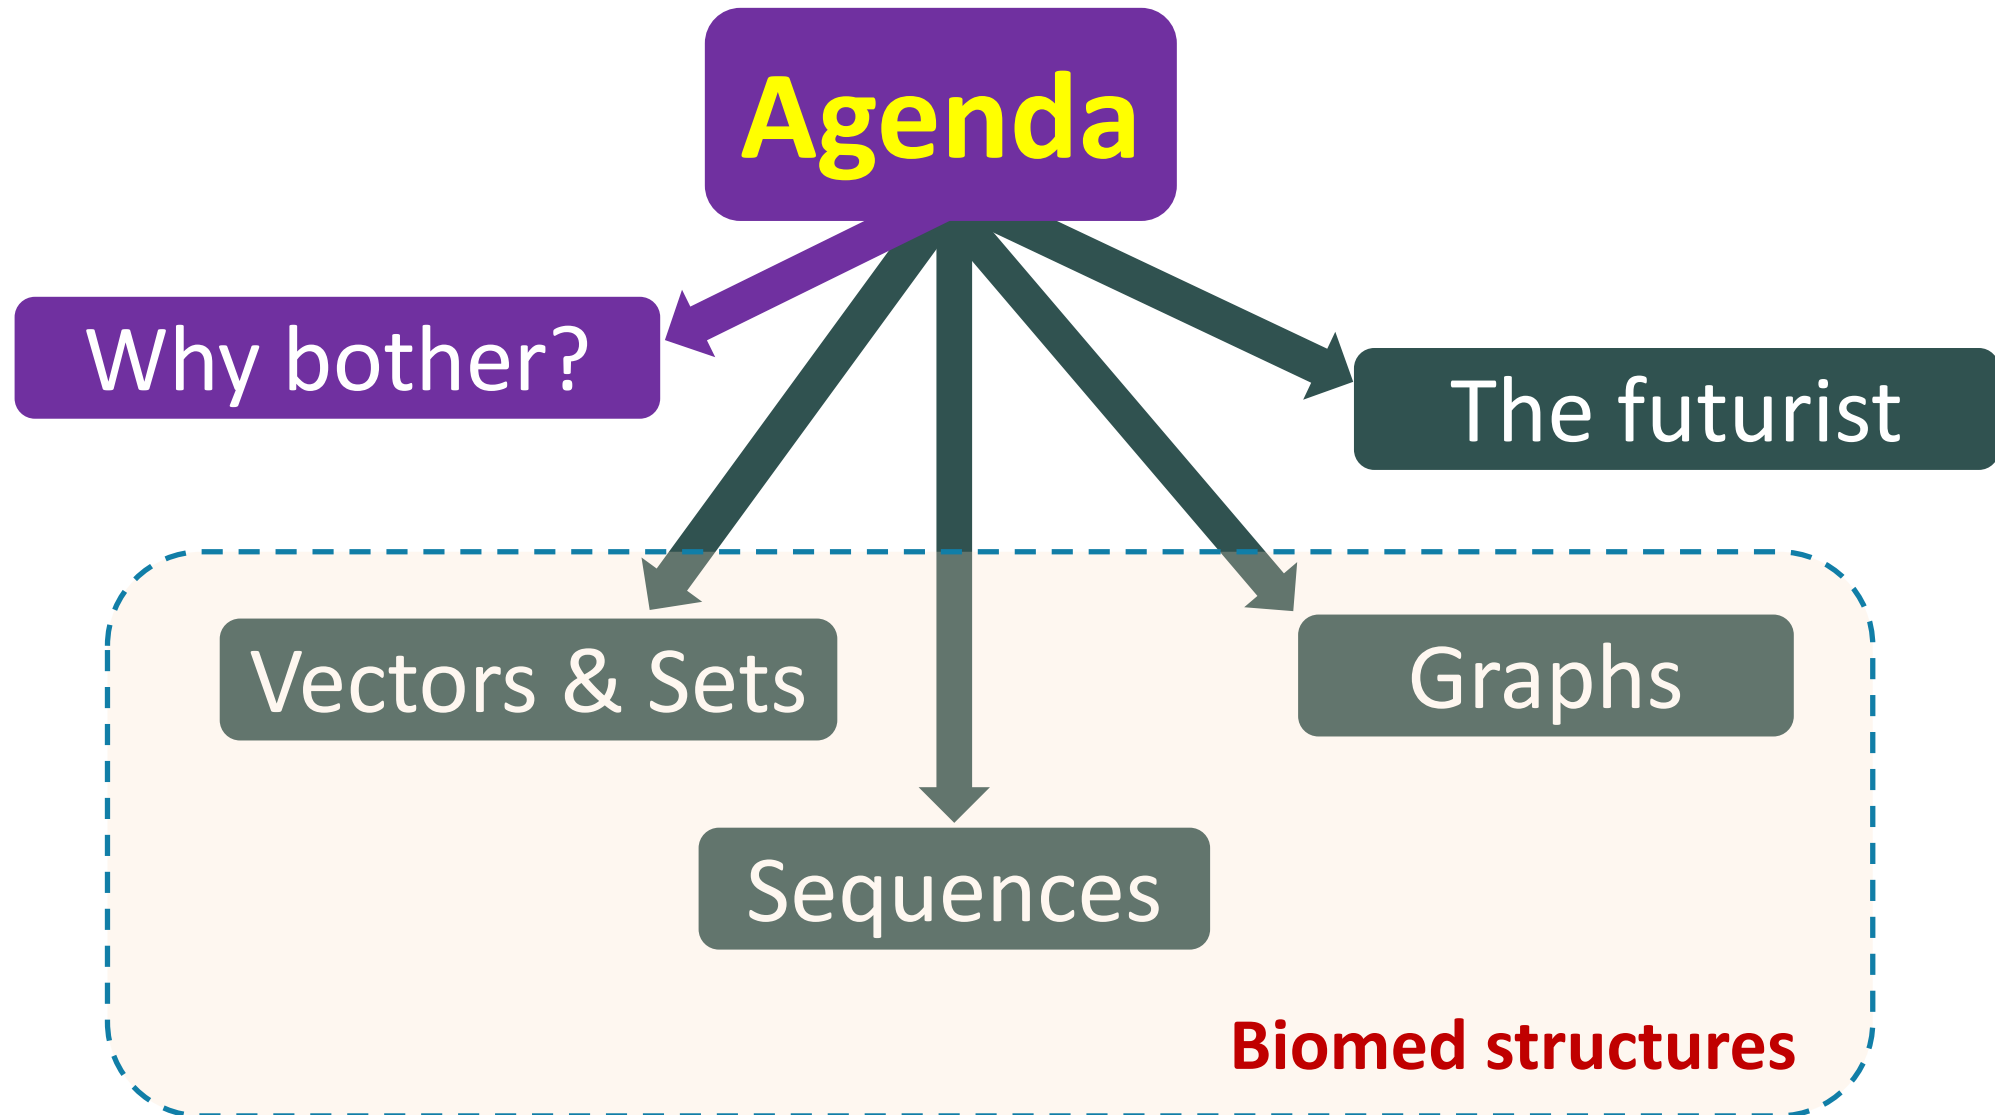 Agenda
Why bother?
The futurist
Vectors & Sets
Graphs
Sequences
Biomed structures